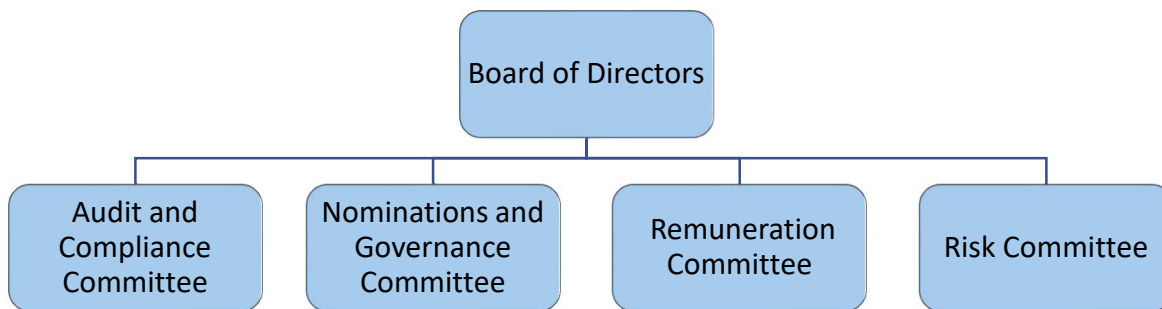 Board of Directors
Audit and
Compliance
Committee
Nominations and
Governance
Committee
Remuneration
Committee
Risk Committee